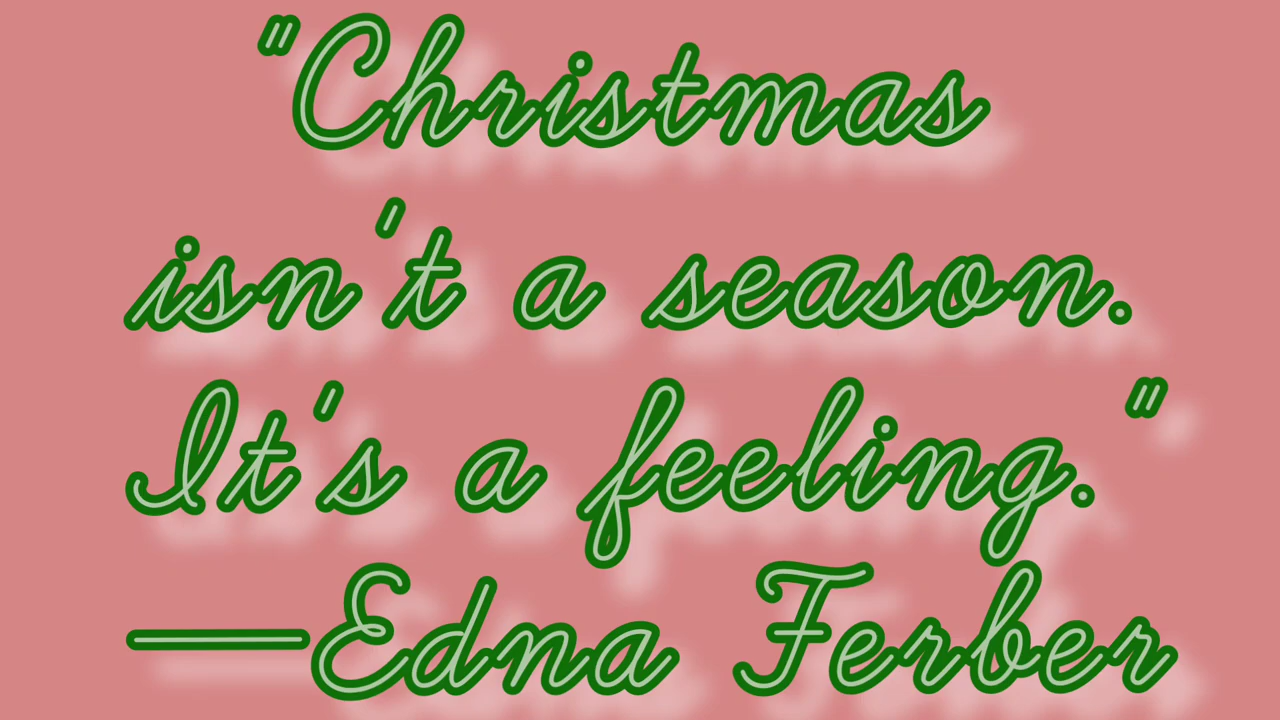 "Christmas
isn't a season.
It's a feeling."
—Edna Ferber